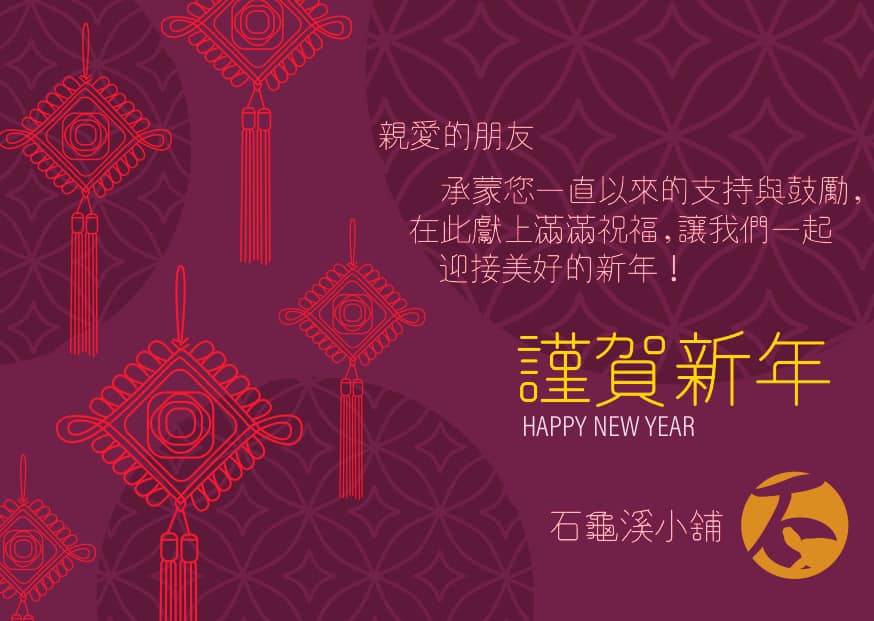 親愛的朋友
承蒙您一直以來的支持與鼓勵,
在此獻上滿滿祝福,讓我們一起
迎接美好的新年！
謹賀新年
HAPPY NEW YEAR
石龜溪小舖
石